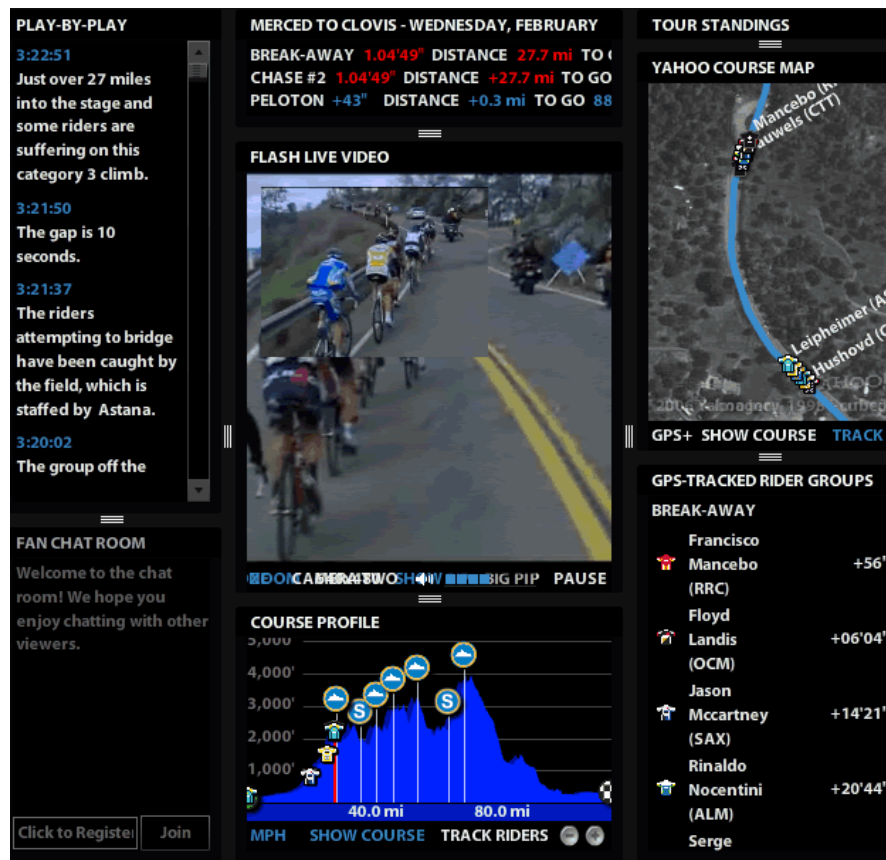 PLAY-BY-PLAY
3:22:51
Just over 27 miles
into the stage and
some riders are
suffering on this
category 3 climb.
3:21:50
The gap is 10
seconds.
3:21:37
The riders
attempting to bridge
have been caught by
the field, which is
staffed by Astana.
3:20:02
The group off the
FAN CHAT ROOM
Welcome to the chat
room! We hope you
enjoy chatting with other
viewers.
Click to Register
Join
MERCED TO CLOVIS - WEDNESDAY, FEBRUARY
BREAK-AWAY 1.04'49" DISTANCE 27.7 mi TO
CHASE #2 1.04'49" DISTANCE +27.7 mi TO GO
PELOTON +43" DISTANCE +0.3 mi TO GO 88
FLASH LIVE VIDEO
CAMERA TWO BIG PIP PAUSE
COURSE PROFILE
5,000'
4,000'
3,000'
2,000'
1,000'
S
S
40.0 mi 80.0 mi
MPH SHOW COURSE TRACK RIDERS
TOUR STANDINGS
YAHOO COURSE MAP
Mancebo
auwels (CTT)
Leipheimer
Hushovd
GPS+ SHOW COURSE TRACK
GPS-TRACKED RIDER GROUPS
BREAK-AWAY
Francisco
Mancebo +56"
(RRC)
Floyd
Landis +06'04"
(OCM)
Jason
Mccartney +14'21"
(SAX)
Rinaldo
Nocentini +20'44"
(ALM)
Serge